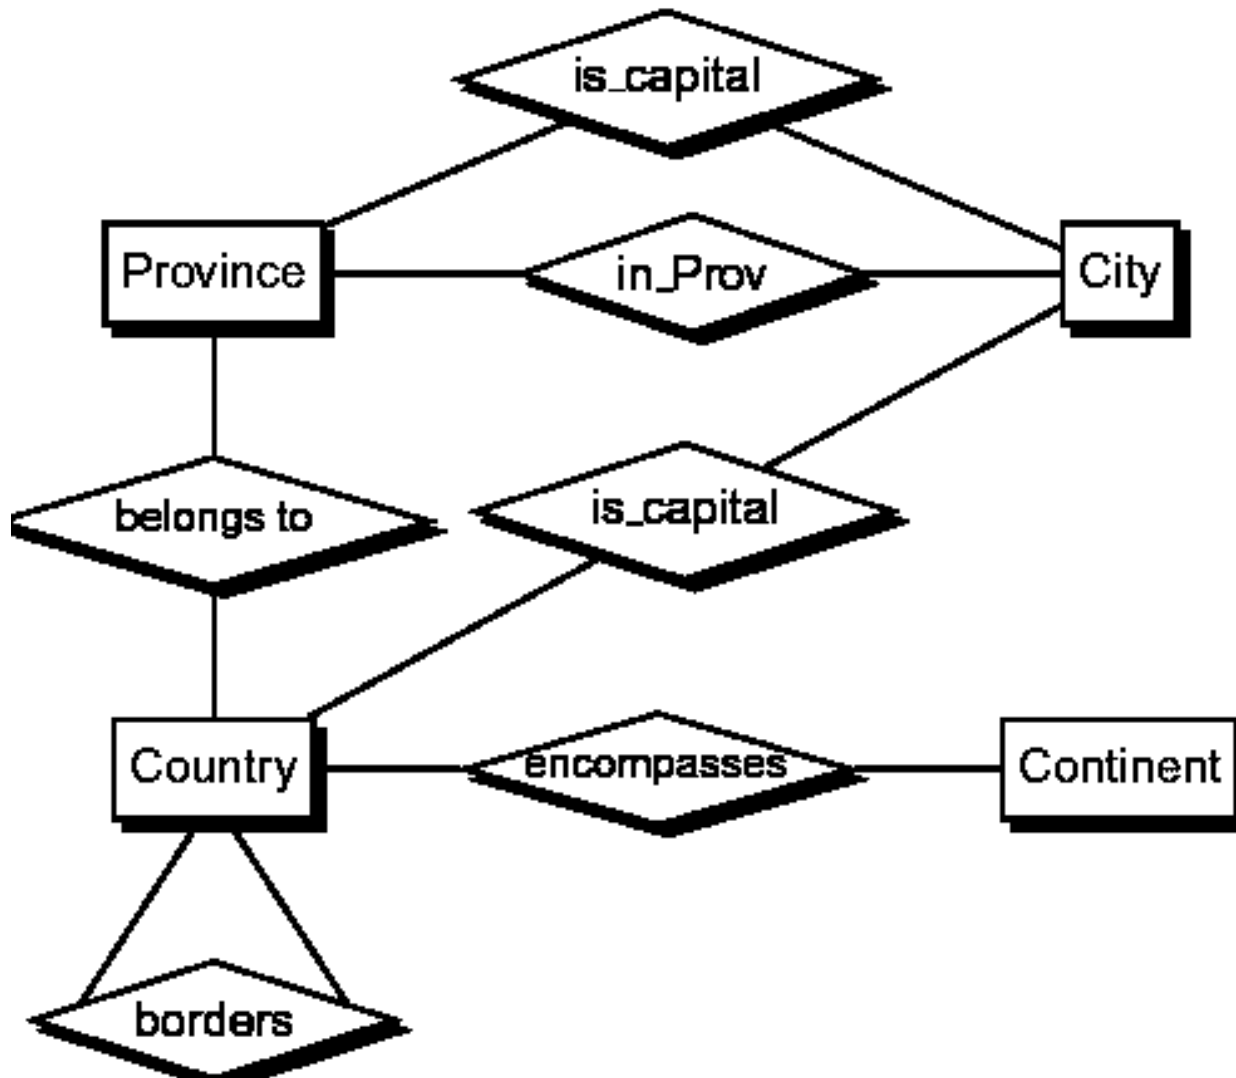 is_capital
Province
in_Prov
City
belongs to
is_capital
Country
encompasses
Continent
borders